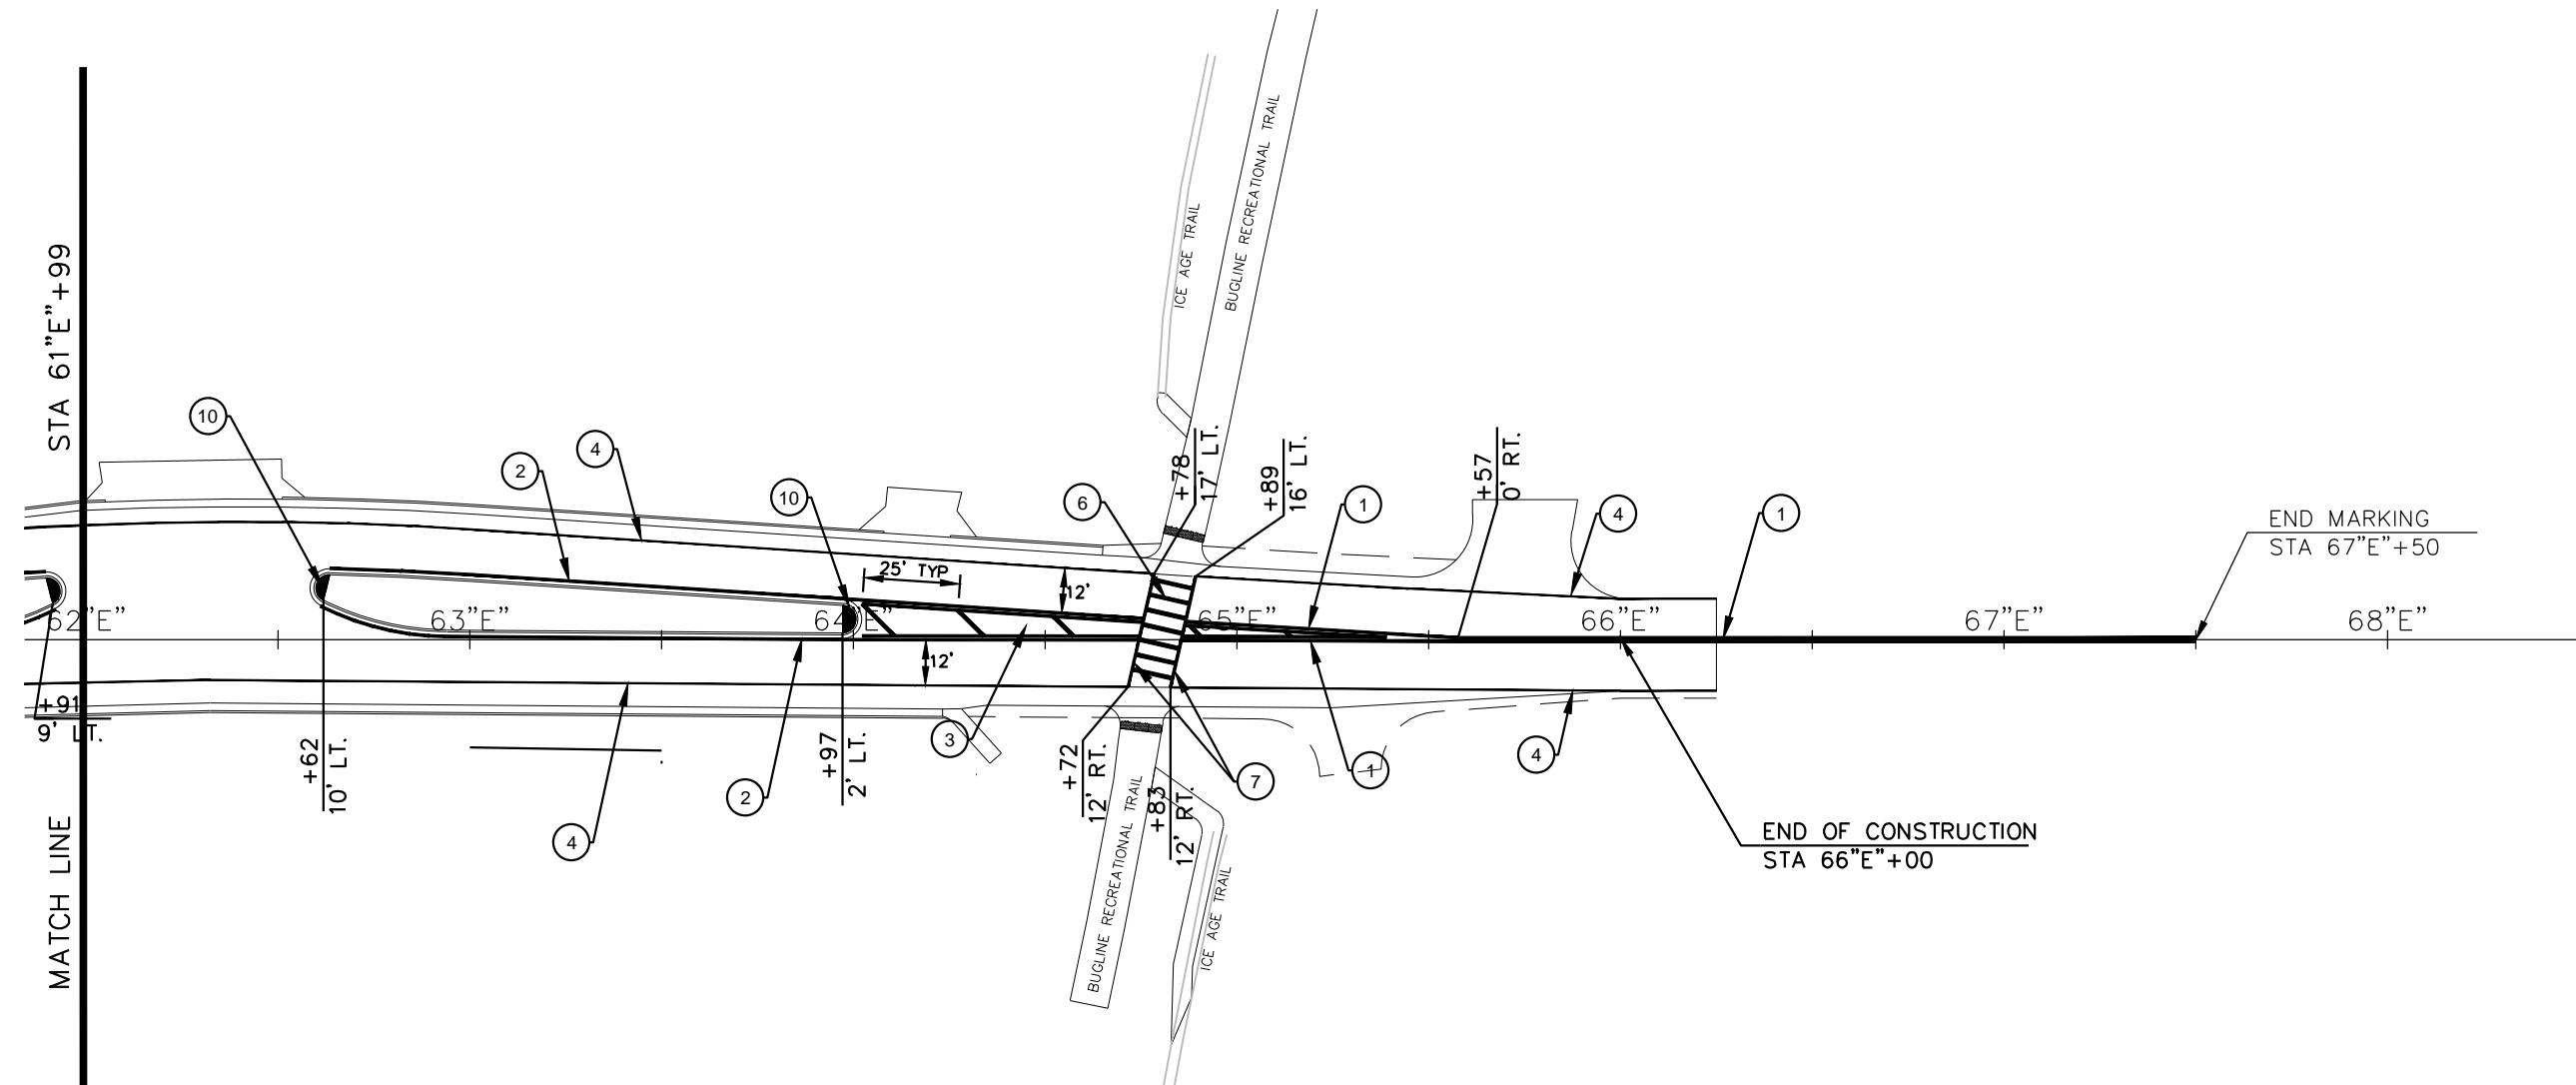 STA 61"E"+99
MATCH LINE
ICE AGE TRAIL
BUGLINE RECREATIONAL TRAIL
10
4
2
10
6
1
4
1
+78
17' LT.
+89
16' LT.
+57
0' RT.
END MARKING
STA 67"E"+50
25' TYP
12'
62"E"
63"E"
64"E"
65"E"
66"E"
67"E"
68"E"
12'
+91
9' LT.
+62
10' LT.
+97
2' LT.
+72
12' RT.
+83
12' RT.
3
2
4
7
1
4
END OF CONSTRUCTION
STA 66"E"+00
BUGLINE RECREATIONAL TRAIL
ICE AGE TRAIL